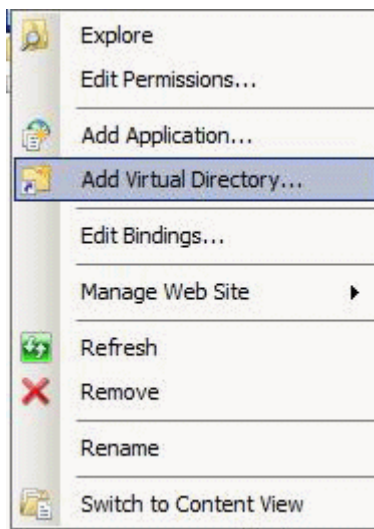 Explore
Edit Permissions...
Add Application...
Add Virtual Directory...
Edit Bindings...
Manage Web Site
Refresh
Remove
Rename
Switch to Content View